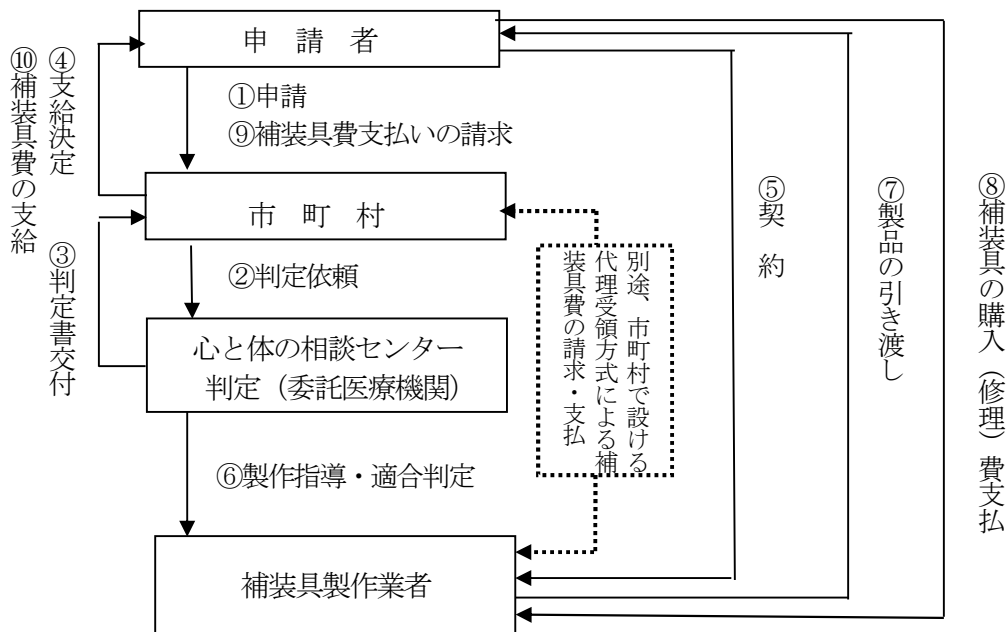 申　請　者
①申請
⑨補装具費支払いの請求
④支給決定
⑩補装具費の支給
市　町　村
②判定依頼
③判定書交付
心と体の相談センター
判定（委託医療機関）
⑥製作指導・適合判定
補装具製作業者
別途、市町村で設ける
代理受領方式による補
装具費の請求・支払
⑤契　約
⑦製品の引き渡し
⑧補装具の購入（修理）費支払